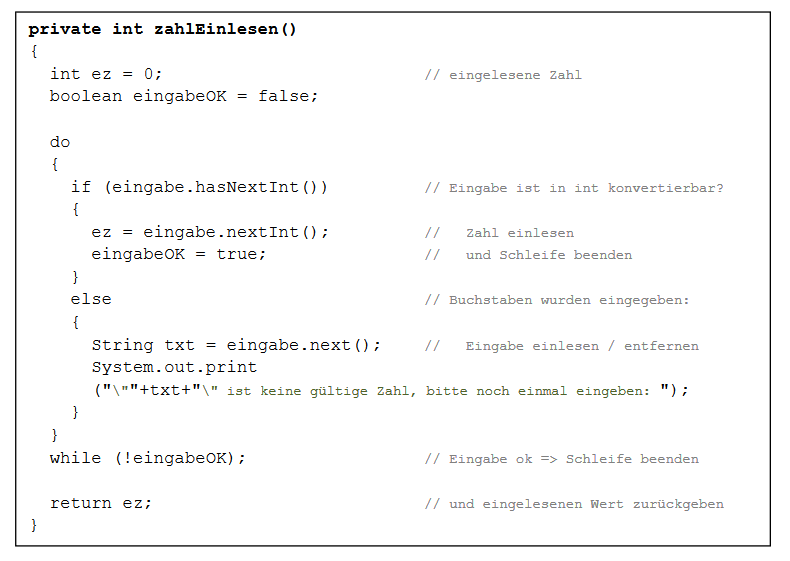 private int zahlEinlesen()
{
int ez = 0; // eingelesene Zahl
boolean eingabeOK = false;
do
{
if (eingabe.hasNextInt()) // Eingabe ist in int konvertierbar?
{
ez = eingabe.nextInt(); // Zahl einlesen
eingabeOK = true; // und Schleife beenden
}
else // Buchstaben wurden eingegeben:
{
String txt = eingabe.next(); // Eingabe einlesen / entfernen
System.out.print
("\""+txt+"\" ist keine gültige Zahl, bitte noch einmal eingeben: ");
}
}
while (!eingabeOK); // Eingabe ok => Schleife beenden
return ez; // und eingelesenen Wert zurückgeben
}